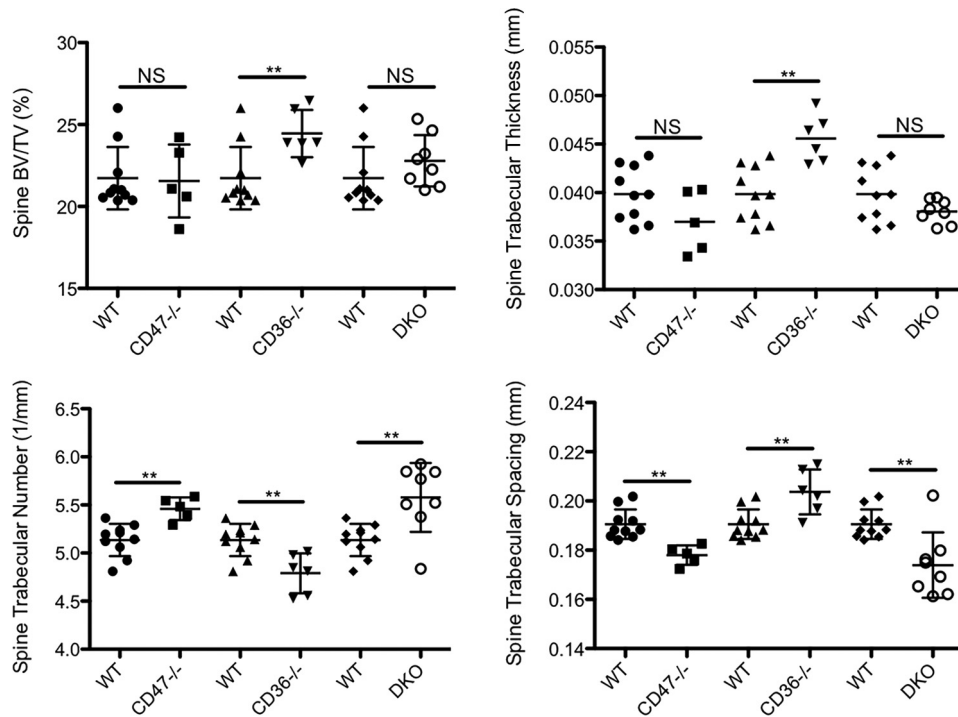 Spine BV/TV (%)
30
25
20
15
NS
**
NS
WT
CD47-/-
WT
CD36-/-
WT
DKO
Spine Trabecular Thickness (mm)
0.055
0.050
0.045
0.040
0.035
0.030
NS
**
NS
WT
CD47-/-
WT
CD36-/-
WT
DKO
Spine Trabecular Number (1/mm)
6.5
6.0
5.5
5.0
4.5
4.0
**
**
**
WT
CD47-/-
WT
CD36-/-
WT
DKO
Spine Trabecular Spacing (mm)
0.24
0.22
0.20
0.18
0.16
0.14
**
**
**
WT
CD47-/-
WT
CD36-/-
WT
DKO